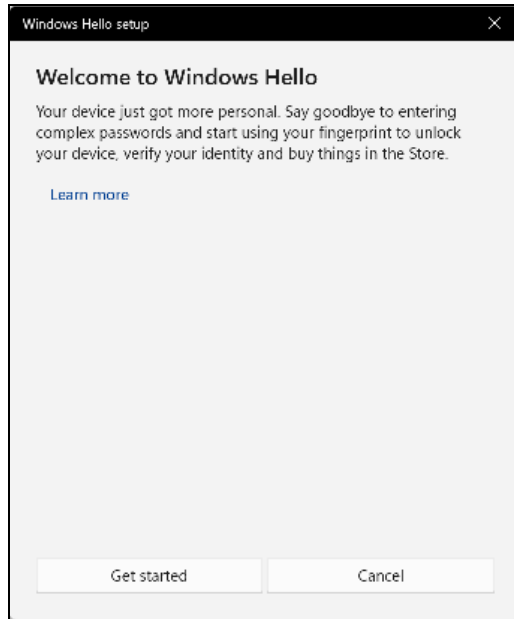 Windows Hello setup
Welcome to Windows Hello
Your device just got more personal. Say goodbye to entering
complex passwords and start using your fingerprint to unlock
your device, verify your identity and buy things in the Store.
Learn more
Get started
Cancel